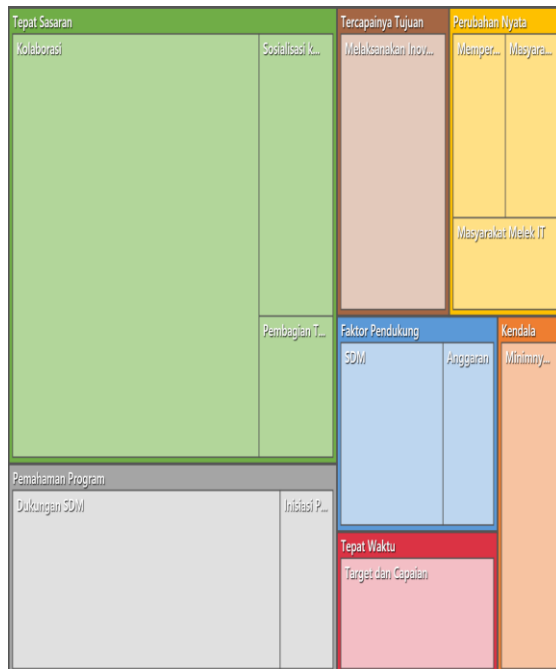 Tepat Sasaran
Kolaborasi
Sosialisasi k...
Pembagian T...
Pemahaman Program
Dukungan SDM
Inisiasi P...
Tercapainya Tujuan
Melaksanakan Inov...
Perubahan Nyata
Memper...
Masyara...
Masyarakat Melek IT
Faktor Pendukung
SDM
Anggaran
Kendala
Minimny...
Tepat Waktu
Target dan Capaian